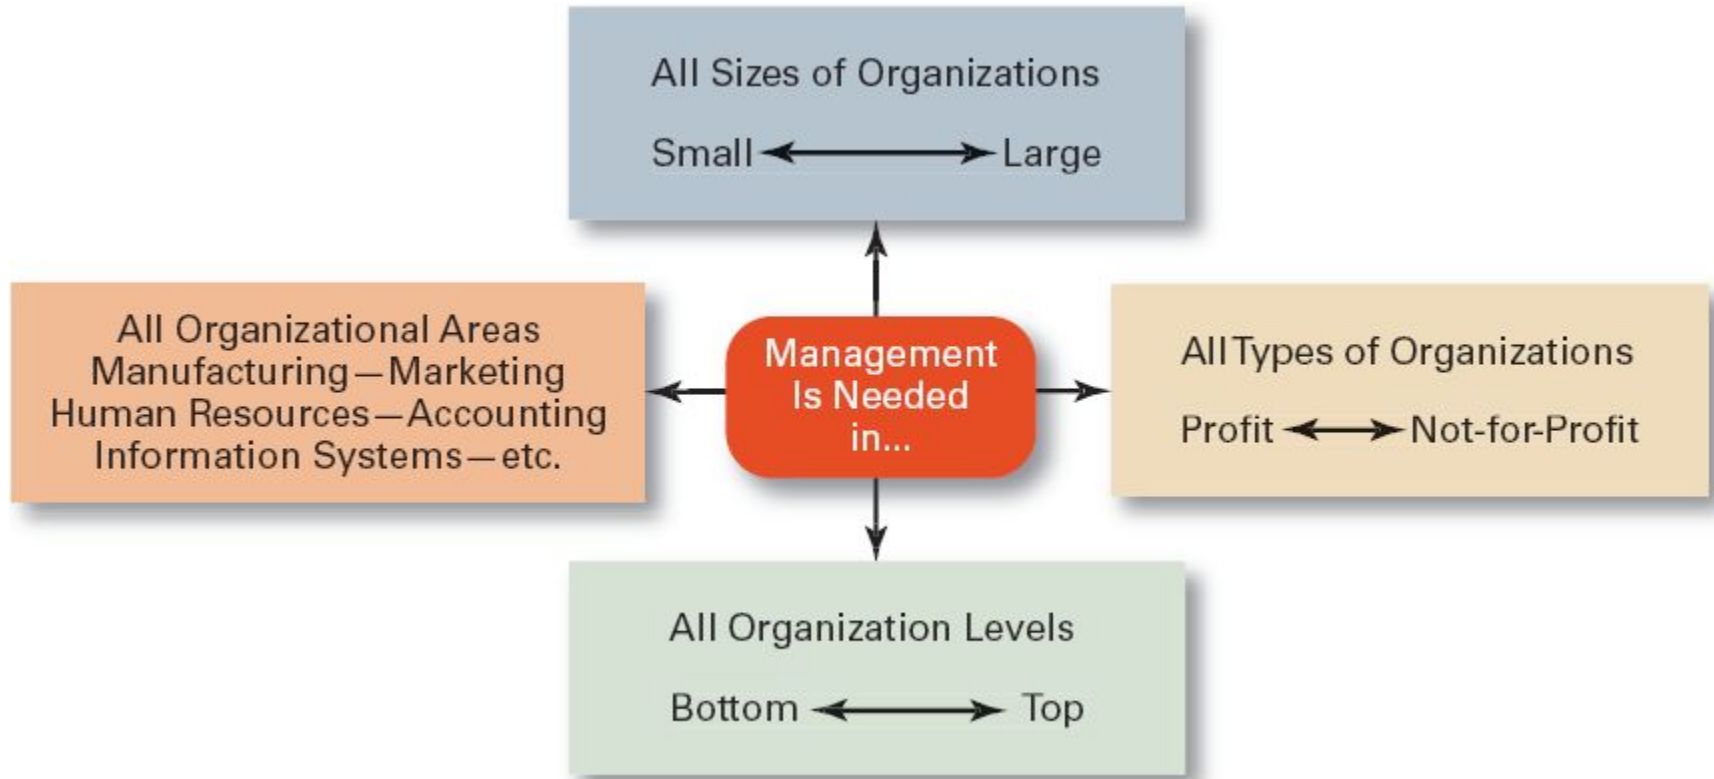 All Sizes of Organizations
Small Large
All Organizational Areas
Manufacturing—Marketing
Human Resources—Accounting
Information Systems—etc.
Management
Is Needed
in...
All Types of Organizations
Profit Not-for-Profit
All Organization Levels
Bottom Top